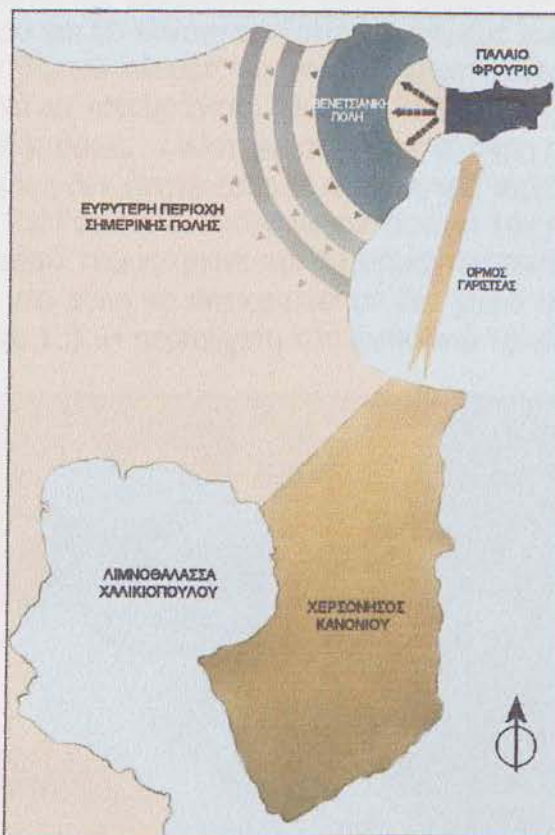 ΠΑΛΑΙΟ
ΦΡΟΥΡΙΟ
ΒΕΝΕΤΣΙΑΝΙΚΗ
ΠΟΛΗ
ΕΥΡΥΤΕΡΗ ΠΕΡΙΟΧΗ
ΣΗΜΕΡΙΝΗΣ ΠΟΛΗΣ
ΟΡΜΟΣ
ΓΑΡΙΤΣΑΣ
ΛΙΜΝΟΘΑΛΑΣΣΑ
ΧΑΛΙΚΙΟΠΟΥΛΟΥ
ΧΕΡΣΟΝΗΣΟΣ
ΚΑΝΟΝΙΟΥ